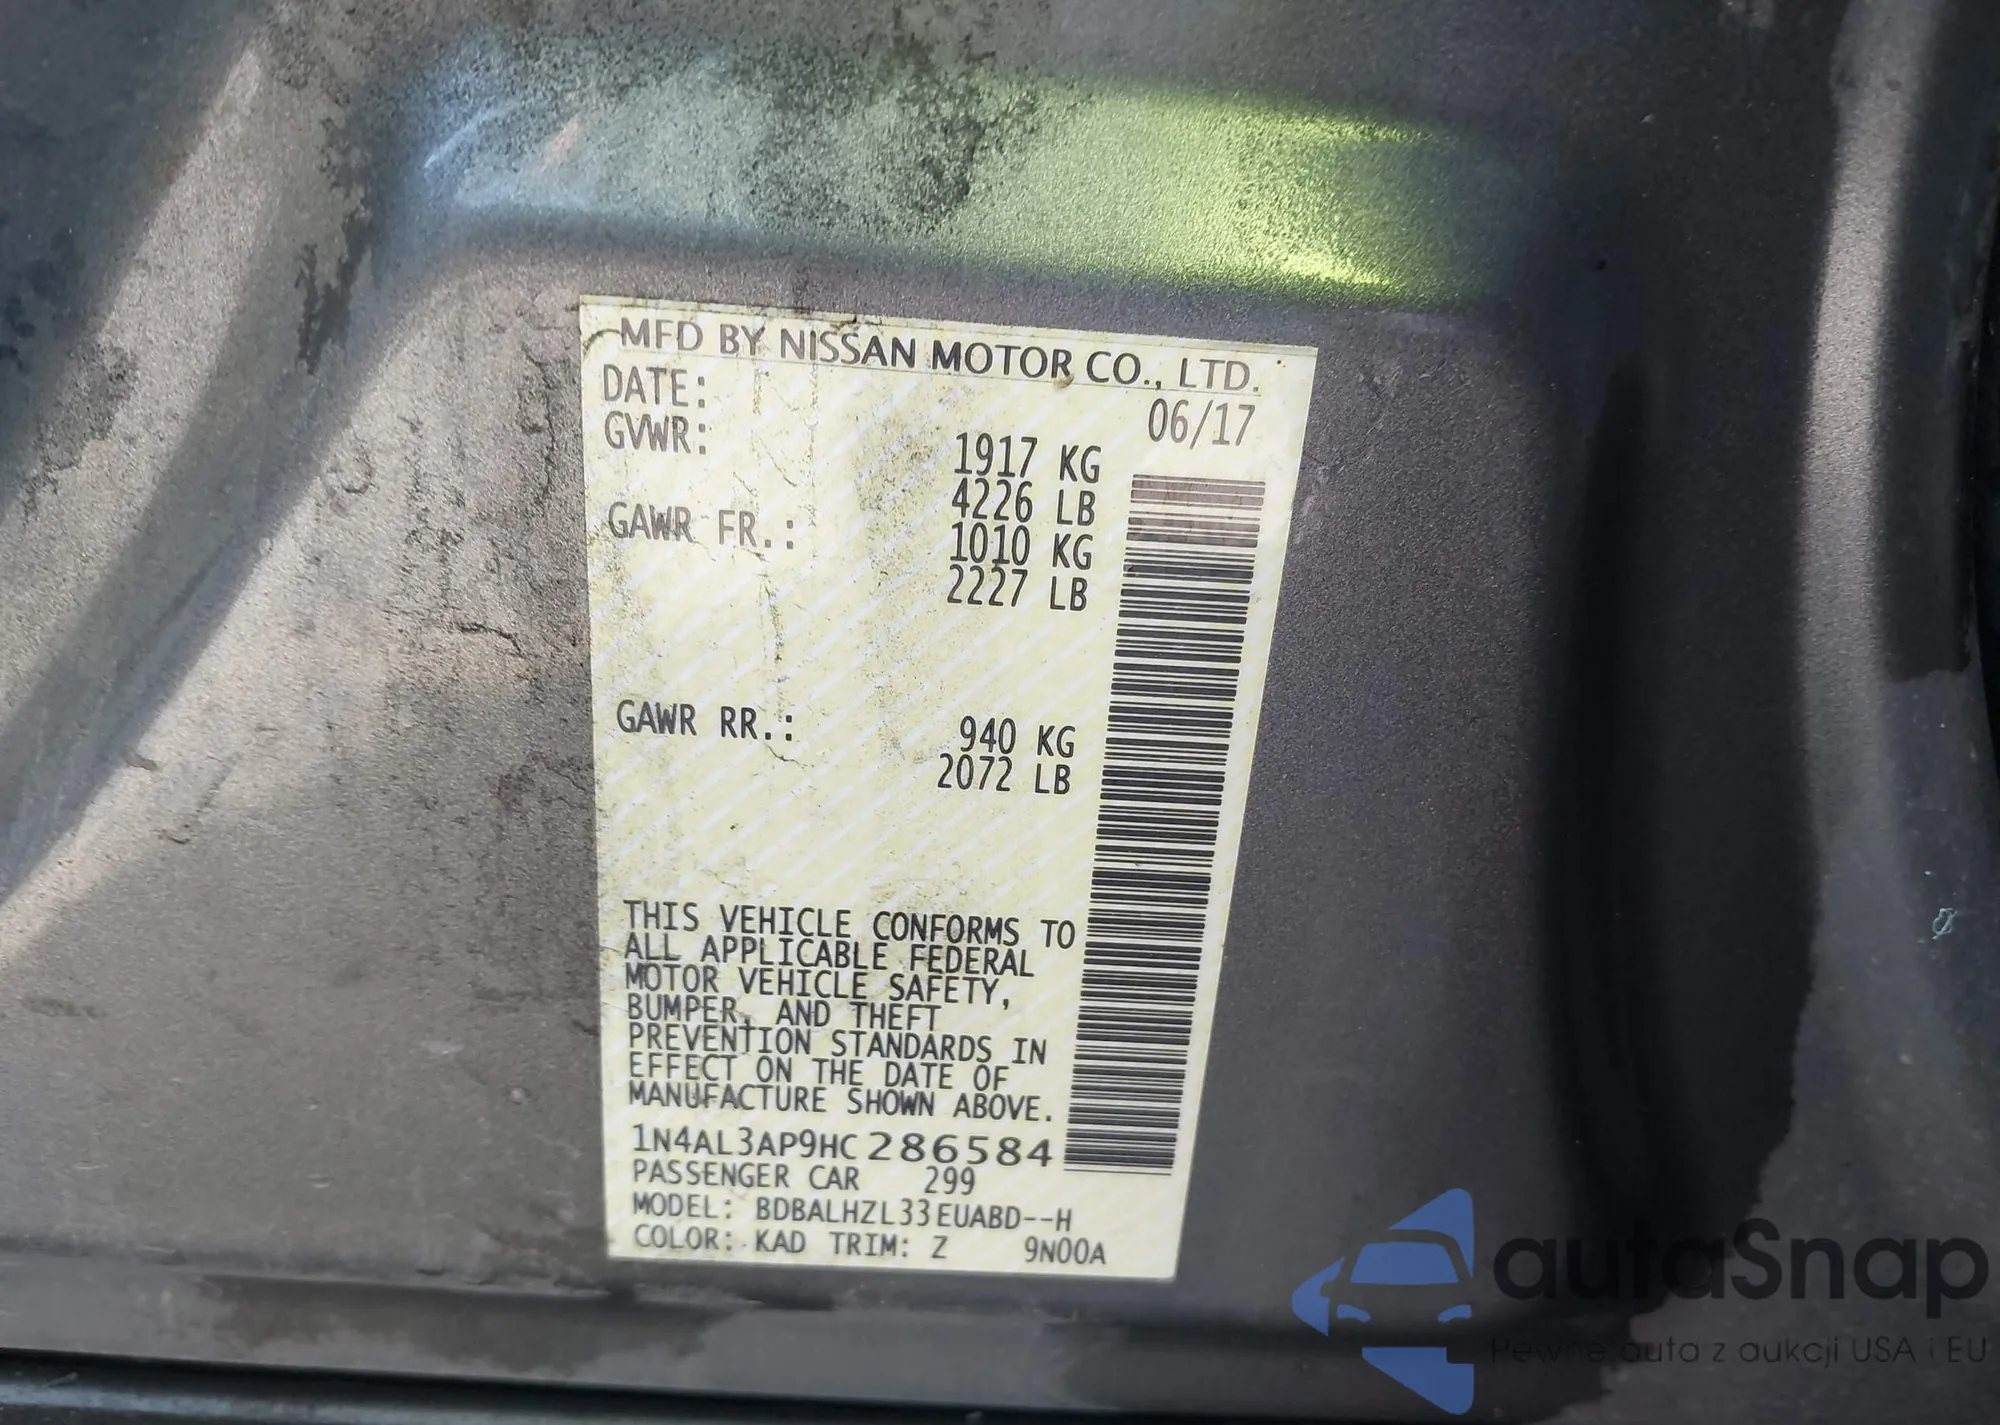 MFD BY NISSAN MOTOR CO., LTD.
DATE: 06/17
GVWR: 1917 KG
4226 LB
GAWR FR.: 1010 KG
2227 LB
GAWR RR.: 940 KG
2072 LB
THIS VEHICLE CONFORMS TO
ALL APPLICABLE FEDERAL
MOTOR VEHICLE SAFETY,
BUMPER, AND THEFT
PREVENTION STANDARDS IN
EFFECT ON THE DATE OF
MANUFACTURE SHOWN ABOVE.
1N4AL3AP9HC286584
PASSENGER CAR 299
MODEL: BDBALHZL33EUABD--H
COLOR: KAD TRIM: Z 9N00A
autaSnap
Pewne auta z aukcji USA i EU